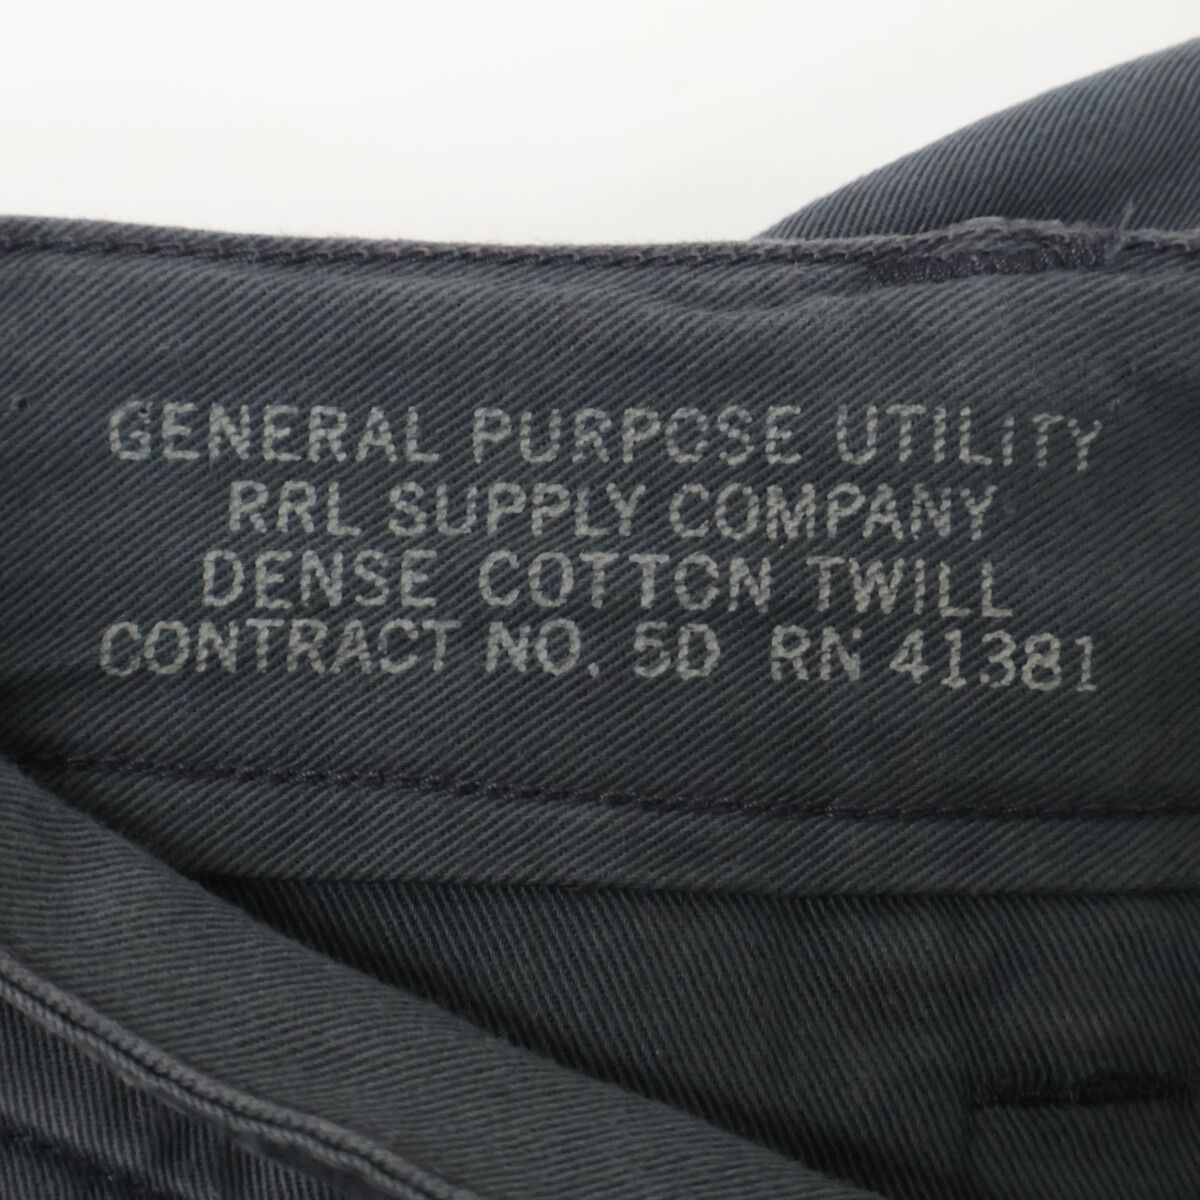 GENERAL PURPOSE UTILITY
RRL SUPPLY COMPANY
DENSE COTTON TWILL
CONTRACT NO. 5D RN 41381